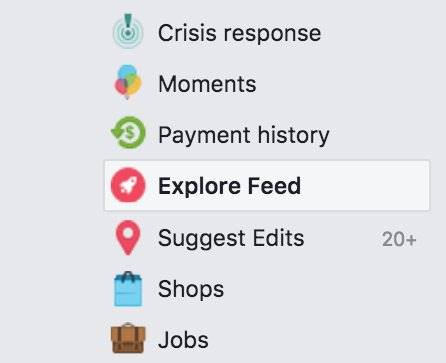 Crisis response
Moments
Payment history
Explore Feed
Suggest Edits 20+
Shops
Jobs